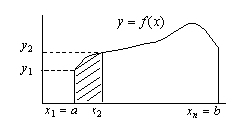 y = f(x)
y₂
y₁
x₁ = a x₂ xₙ = b